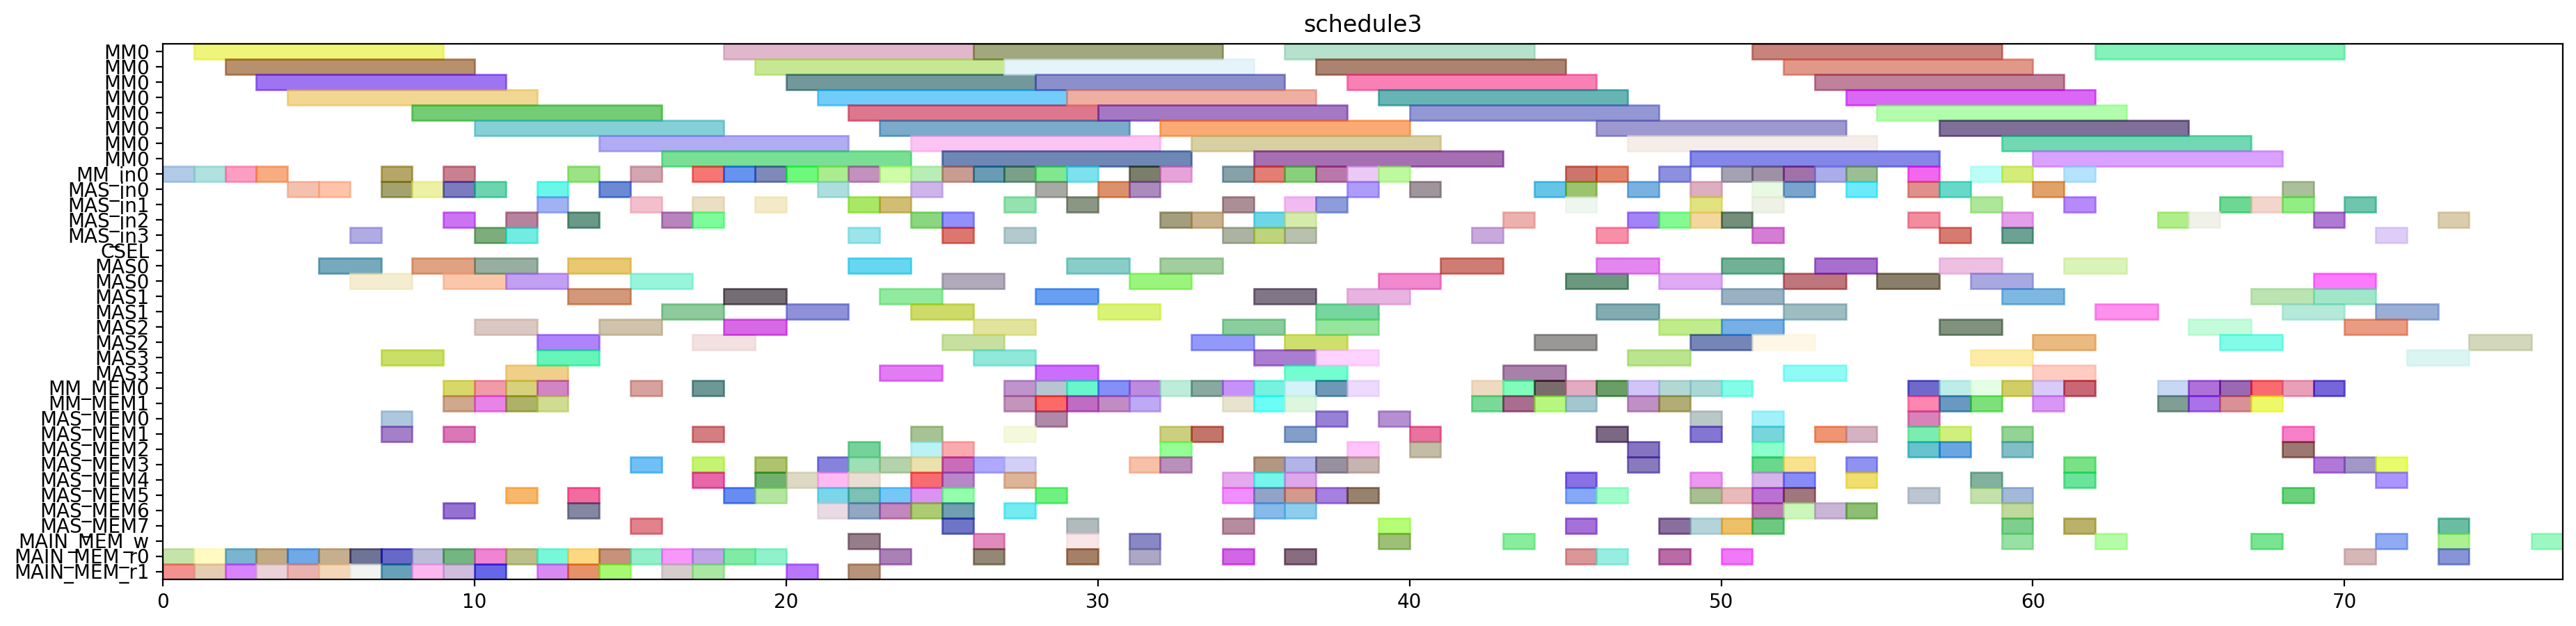 schedule3
MM0
MM0
MM0
MM0
MM0
MM0
MM0
MM0
MM_in0
MAS_in0
MAS_in1
MAS_in2
MAS_in3
CSEL
MAS0
MAS0
MAS1
MAS1
MAS2
MAS2
MAS3
MAS3
MM_MEM0
MM_MEM1
MAS_MEM0
MAS_MEM1
MAS_MEM2
MAS_MEM3
MAS_MEM4
MAS_MEM5
MAS_MEM6
MAS_MEM7
MAIN_MEM_w
MAIN_MEM_r0
MAIN_MEM_r1
0 10 20 30 40 50 60 70